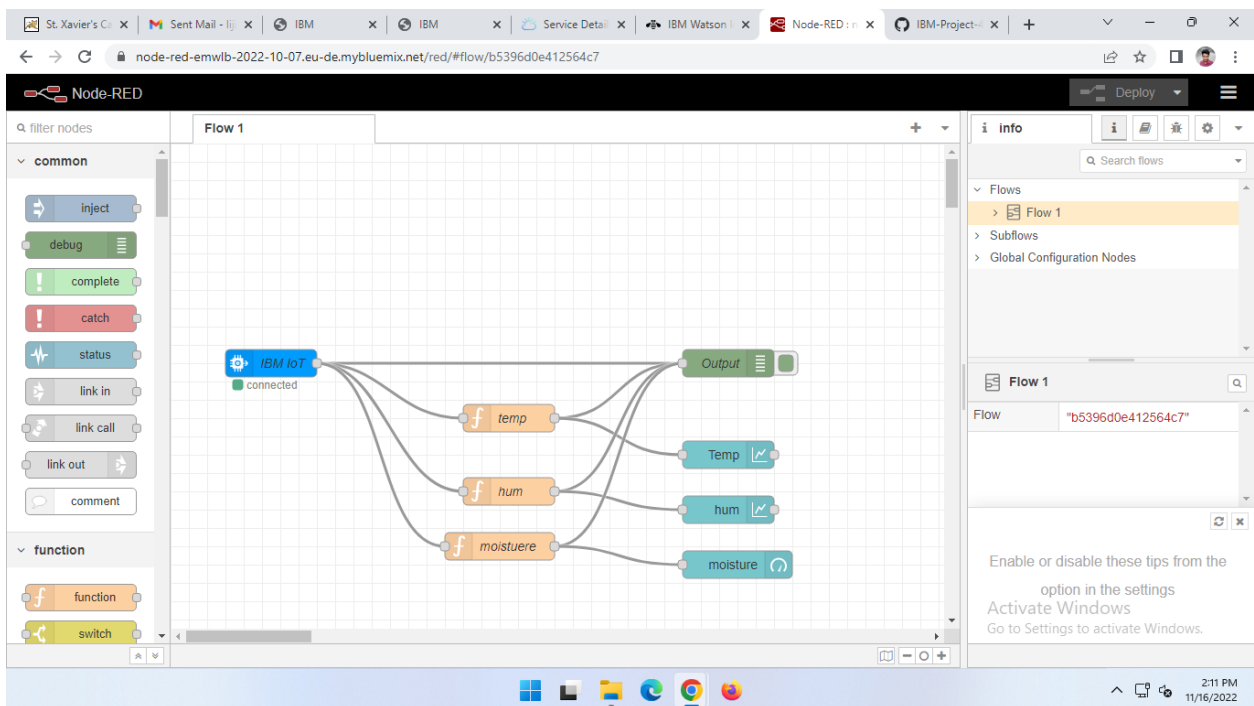 St. Xavier's Ca
Sent Mail - lij
IBM
IBM
Service Detail
IBM Watson I
Node-RED : n
IBM-Project-4
node-red-emwlb-2022-10-07.eu-de.mybluemix.net/red/#flow/b5396d0e412564c7
Node-RED
Deploy
filter nodes
Flow 1
i info
i
Search flows
common
inject
debug
complete
catch
status
link in
link call
link out
comment
function
function
switch
IBM IoT
connected
temp
hum
moistuere
Output
Temp
hum
moisture
Flows
Flow 1
Subflows
Global Configuration Nodes
Flow 1
Flow "b5396d0e412564c7"
Enable or disable these tips from the
option in the settings
Activate Windows
Go to Settings to activate Windows.
2:11 PM
11/16/2022